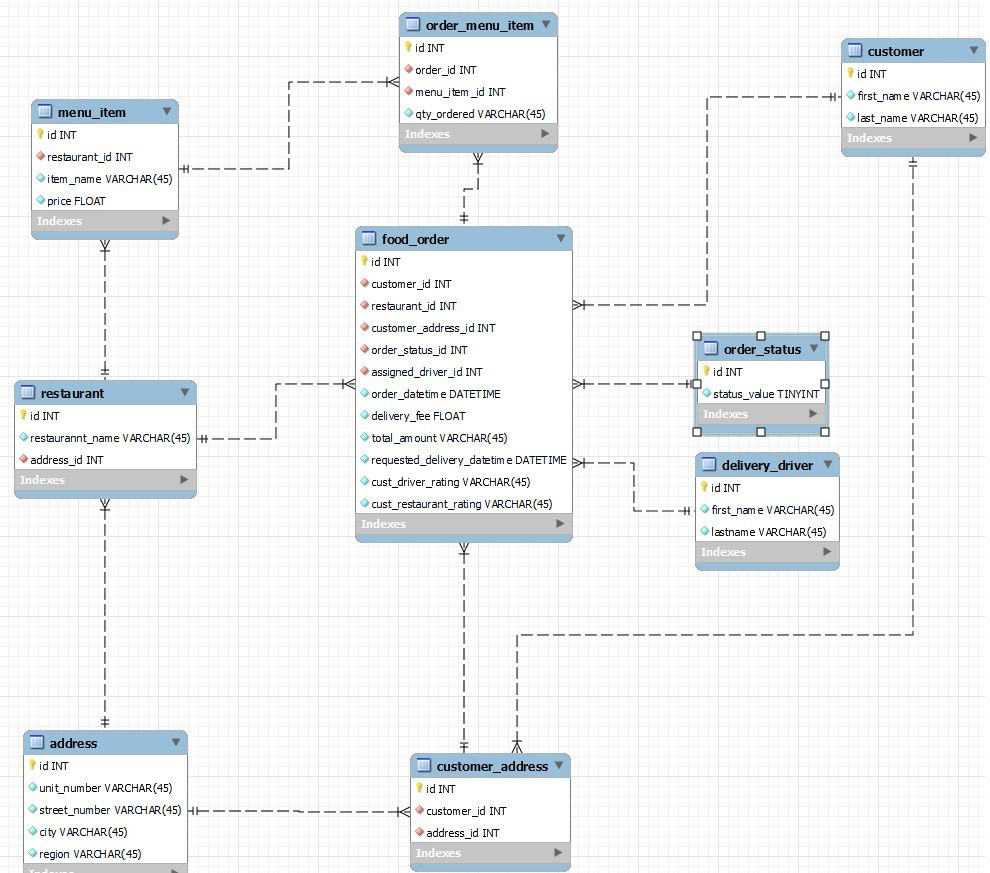 order_menu_item
id INT
order_id INT
menu_item_id INT
qty_ordered VARCHAR(45)
Indexes
customer
id INT
first_name VARCHAR(45)
last_name VARCHAR(45)
Indexes
menu_item
id INT
restaurant_id INT
item_name VARCHAR(45)
price FLOAT
Indexes
food_order
id INT
customer_id INT
restaurant_id INT
customer_address_id INT
order_status_id INT
assigned_driver_id INT
order_datetime DATETIME
delivery_fee FLOAT
total_amount VARCHAR(45)
requested_delivery_datetime DATETIME
cust_driver_rating VARCHAR(45)
cust_restaurant_rating VARCHAR(45)
Indexes
order_status
id INT
status_value TINYINT
Indexes
restaurant
id INT
restaurannt_name VARCHAR(45)
address_id INT
Indexes
delivery_driver
id INT
first_name VARCHAR(45)
lastname VARCHAR(45)
Indexes
address
id INT
unit_number VARCHAR(45)
street_number VARCHAR(45)
city VARCHAR(45)
region VARCHAR(45)
Indexes
customer_address
id INT
customer_id INT
address_id INT
Indexes